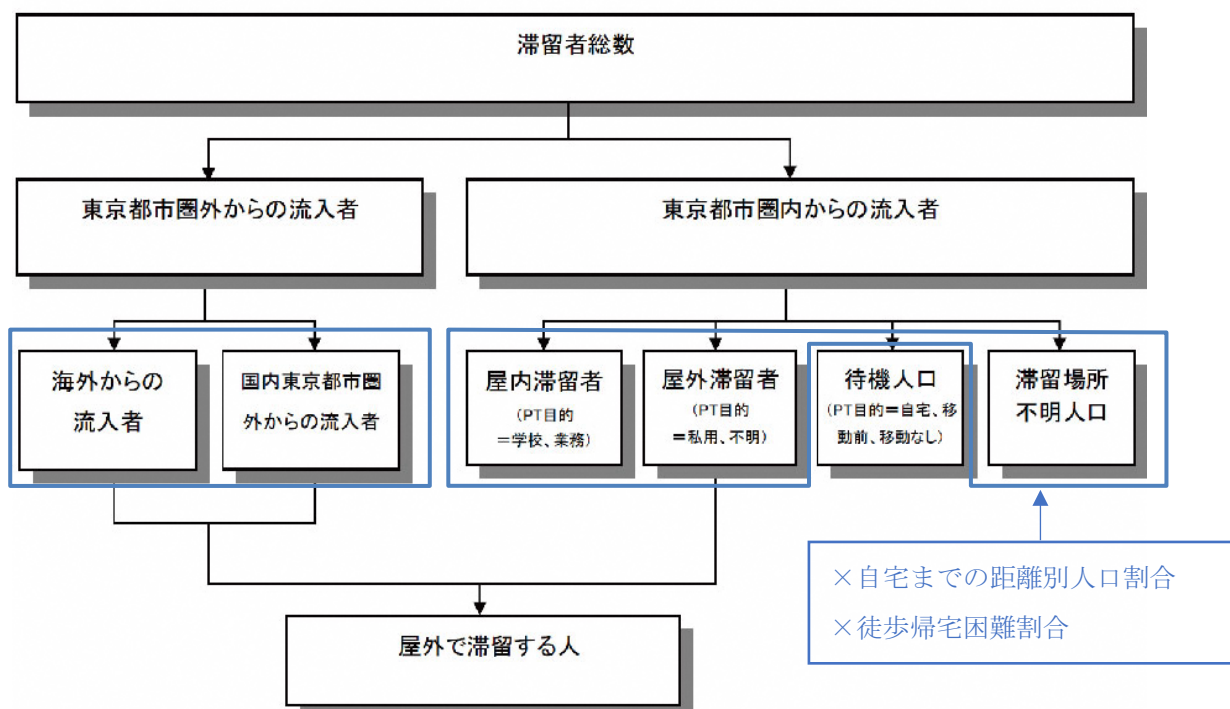 滞留者総数
東京都市圏外からの流入者
東京都市圏内からの流入者
海外からの
流入者
国内東京都市圏
外からの流入者
屋内滞留者
(PT目的
＝学校、業務)
屋外滞留者
(PT目的
＝私用、不明)
待機人口
(PT目的＝自宅、移
動前、移動なし)
滞留場所
不明人口
×自宅までの距離別人口割合
×徒歩帰宅困難割合
屋外で滞留する人